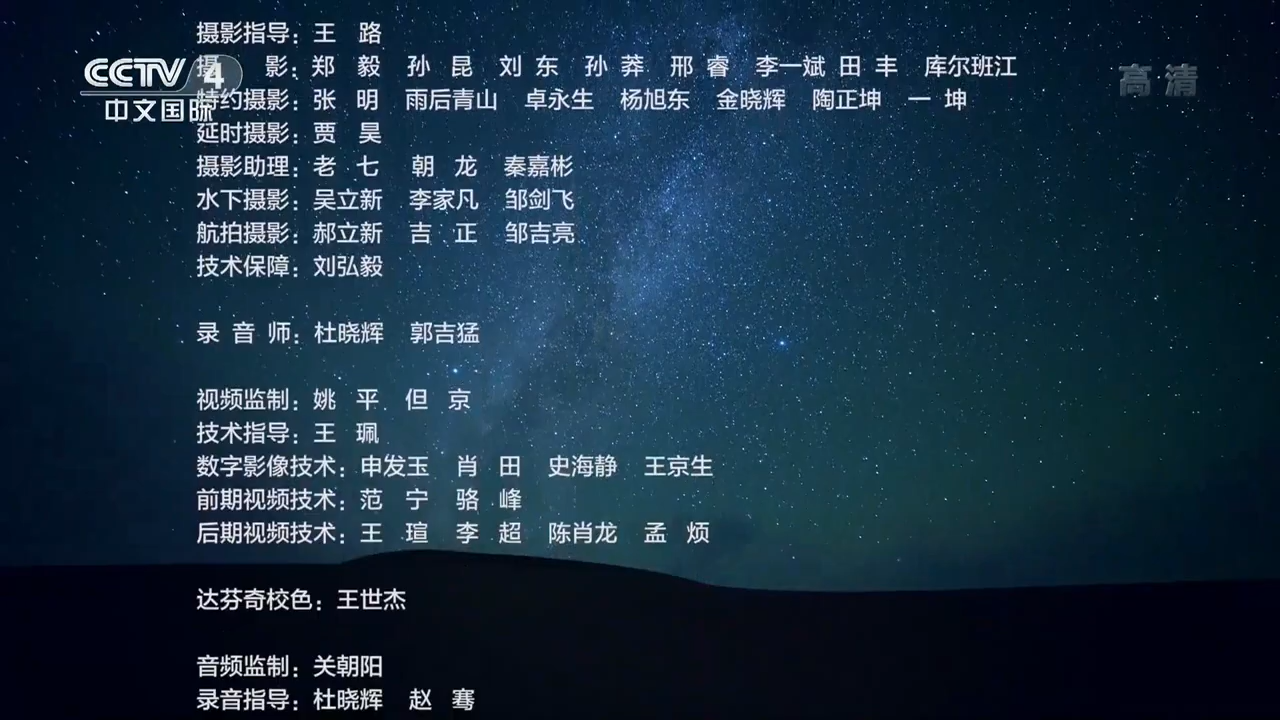 摄影指导：王 路
CCTV 4
中文国际
高清
摄 影：郑 毅 孙 昆 刘 东 孙 莽 邢 睿 李一斌 田 丰 库尔班江
特约摄影：张 明 雨后青山 卓永生 杨旭东 金晓辉 陶正坤 一 坤
延时摄影：贾 昊
摄影助理：老 七 朝 龙 秦嘉彬
水下摄影：吴立新 李家凡 邹剑飞
航拍摄影：郝立新 吉 正 邹吉亮
技术保障：刘弘毅
录 音 师：杜晓辉 郭吉猛
视频监制：姚 平 但 京
技术指导：王 珮
数字影像技术：申发玉 肖 田 史海静 王京生
前期视频技术：范 宁 骆 峰
后期视频技术：王 瑄 李 超 陈肖龙 孟 烦
达芬奇校色：王世杰
音频监制：关朝阳
录音指导：杜晓辉 赵 骞